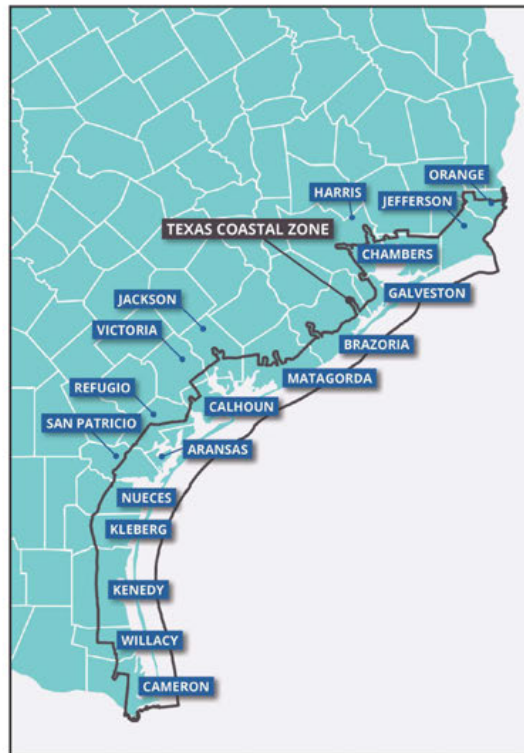 ORANGE
HARRIS
JEFFERSON
TEXAS COASTAL ZONE
CHAMBERS
GALVESTON
JACKSON
VICTORIA
BRAZORIA
MATAGORDA
REFUGIO
CALHOUN
SAN PATRICIO
ARANSAS
NUECES
KLEBERG
KENEDY
WILLACY
CAMERON